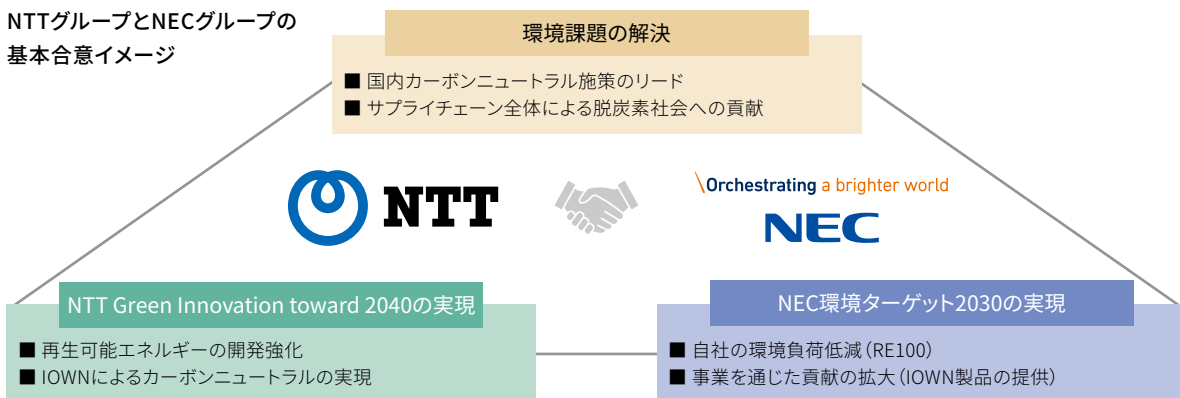 NTTグループとNECグループの
基本合意イメージ
環境課題の解決
■ 国内カーボンニュートラル施策のリード
■ サプライチェーン全体による脱炭素社会への貢献
NTT
\Orchestrating a brighter world
NEC
NTT Green Innovation toward 2040の実現
■ 再生可能エネルギーの開発強化
■ IOWNによるカーボンニュートラルの実現
NEC環境ターゲット2030の実現
■ 自社の環境負荷低減(RE100)
■ 事業を通じた貢献の拡大(IOWN製品の提供)